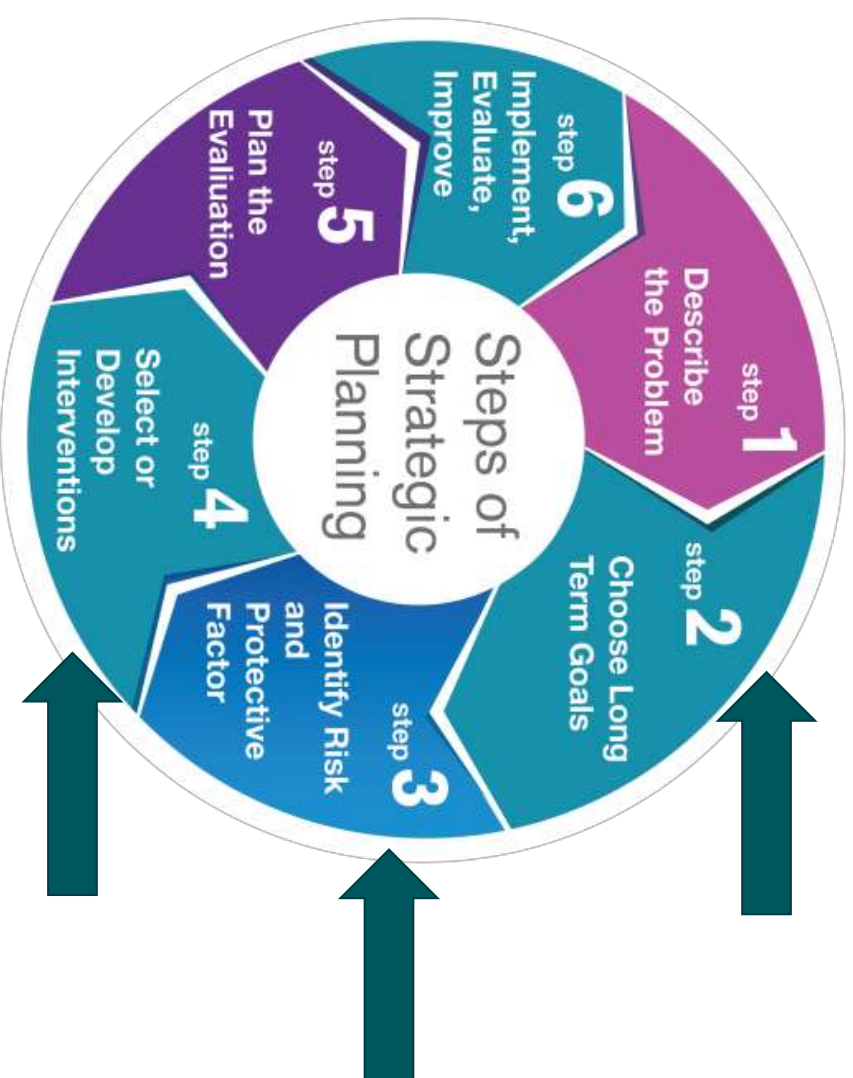 Steps of
Strategic
Planning
step 1
Describe
the Problem
step 2
Choose Long
Term Goals
step 3
Identify Risk
and
Protective
Factor
step 4
Select or
Develop
Interventions
step 5
Plan the
Evaliuation
step 6
Implement,
Evaluate,
Improve